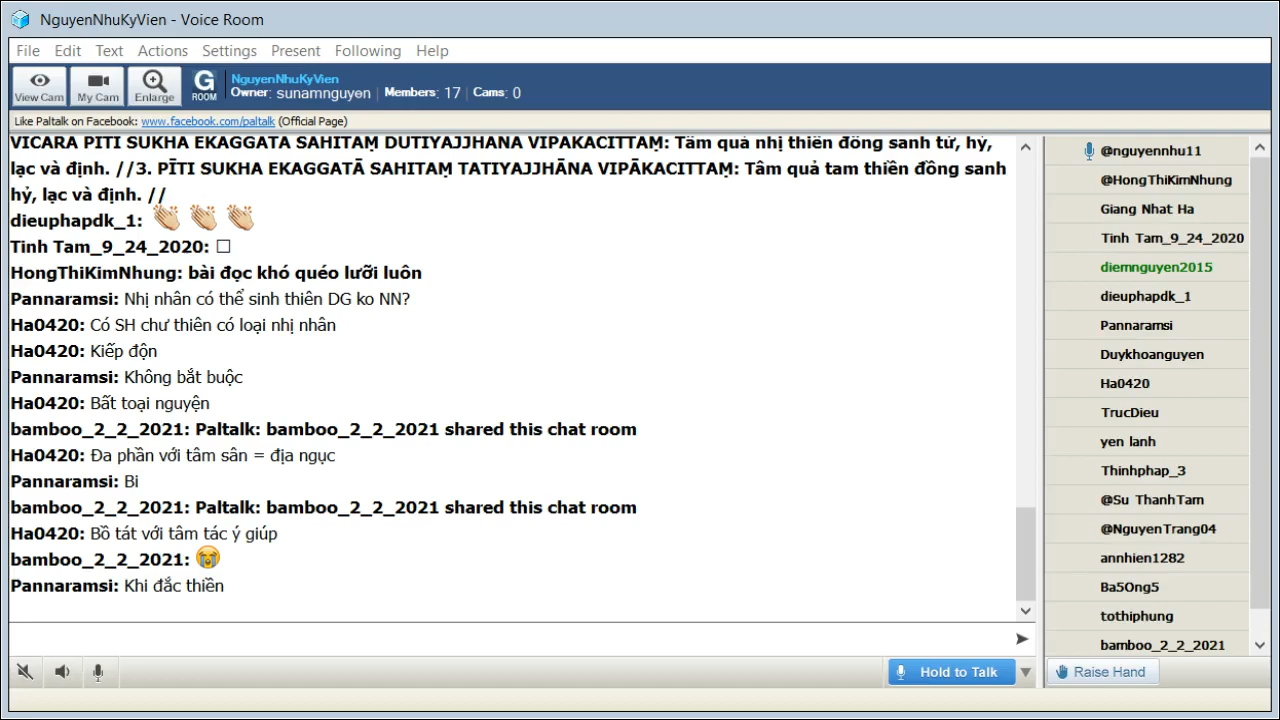 NguyenNhuKyVien - Voice Room
File Edit Text Actions Settings Present Following Help
View Cam
My Cam
Enlarge
G
ROOM
NguyenNhuKyVien
Owner: sunamnguyen | Members: 17 | Cams: 0
Like Paltalk on Facebook: www.facebook.com/paltalk (Official Page)
VICARA PITI SUKHA EKAGGATA SAHITAṂ DUTIYAJJHANA VIPAKACITTAṂ: Tâm quả nhị thiền đồng sanh tứ, hỷ,
lạc và định. //3. PĪTI SUKHA EKAGGATĀ SAHITAṂ TATIYAJJHĀNA VIPĀKACITTAṂ: Tâm quả tam thiền đồng sanh
hỷ, lạc và định. //
dieuphapdk_1:
Tinh Tam_9_24_2020:
HongThiKimNhung: bài đọc khó quéo lưỡi luôn
Pannaramsi: Nhị nhân có thể sinh thiên DG ko NN?
Ha0420: Có SH chư thiên có loại nhị nhân
Ha0420: Kiếp độn
Pannaramsi: Không bắt buộc
Ha0420: Bất toại nguyện
bamboo_2_2_2021: Paltalk: bamboo_2_2_2021 shared this chat room
Ha0420: Đa phần với tâm sân = địa ngục
Pannaramsi: Bi
bamboo_2_2_2021: Paltalk: bamboo_2_2_2021 shared this chat room
Ha0420: Bồ tát với tâm tác ý giúp
bamboo_2_2_2021:
Pannaramsi: Khi đắc thiền
@nguyennhu11
@HongThiKimNhung
Giang Nhat Ha
Tinh Tam_9_24_2020
diemnguyen2015
dieuphapdk_1
Pannaramsi
Duykhoanguyen
Ha0420
TrucDieu
yen lanh
Thinhphap_3
@Su ThanhTam
@NguyenTrang04
annhien1282
Ba5Ong5
tothiphung
bamboo_2_2_2021
Hold to Talk
Raise Hand